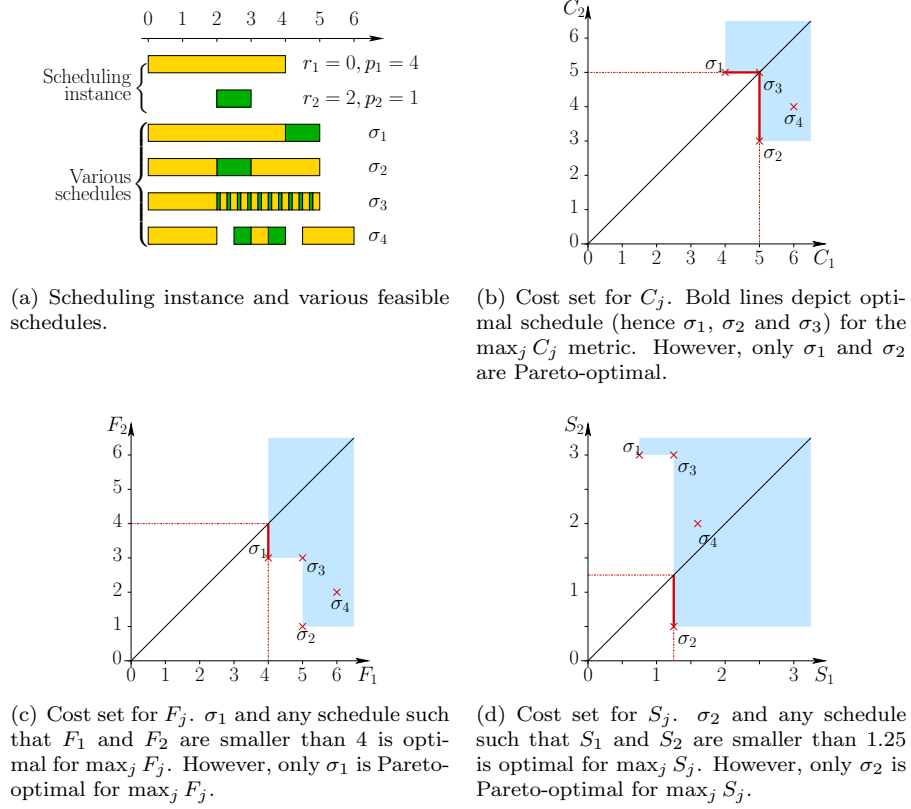 0 1 2 3 4 5 6
Scheduling
instance
r₁ = 0, p₁ = 4
r₂ = 2, p₂ = 1
Various
schedules
σ₁
σ₂
σ₃
σ₄
(a) Scheduling instance and various feasible
schedules.
C₂
6
5
4
3
2
1
0
0 1 2 3 4 5 6
C₁
σ₁
σ₃
σ₄
σ₂
(b) Cost set for Cⱼ. Bold lines depict opti-
mal schedule (hence σ₁, σ₂ and σ₃) for the
maxⱼ Cⱼ metric. However, only σ₁ and σ₂
are Pareto-optimal.
F₂
6
5
4
3
2
1
0
0 1 2 3 4 5 6
F₁
σ₁
σ₃
σ₄
σ₂
(c) Cost set for Fⱼ. σ₁ and any schedule such
that F₁ and F₂ are smaller than 4 is opti-
mal for maxⱼ Fⱼ. However, only σ₁ is Pareto-
optimal for maxⱼ Fⱼ.
S₂
3
2
1
0
0 1 2 3
S₁
σ₁
σ₃
σ₄
σ₂
(d) Cost set for Sⱼ. σ₂ and any schedule
such that S₁ and S₂ are smaller than 1.25
is optimal for maxⱼ Sⱼ. However, only σ₂ is
Pareto-optimal for maxⱼ Sⱼ.